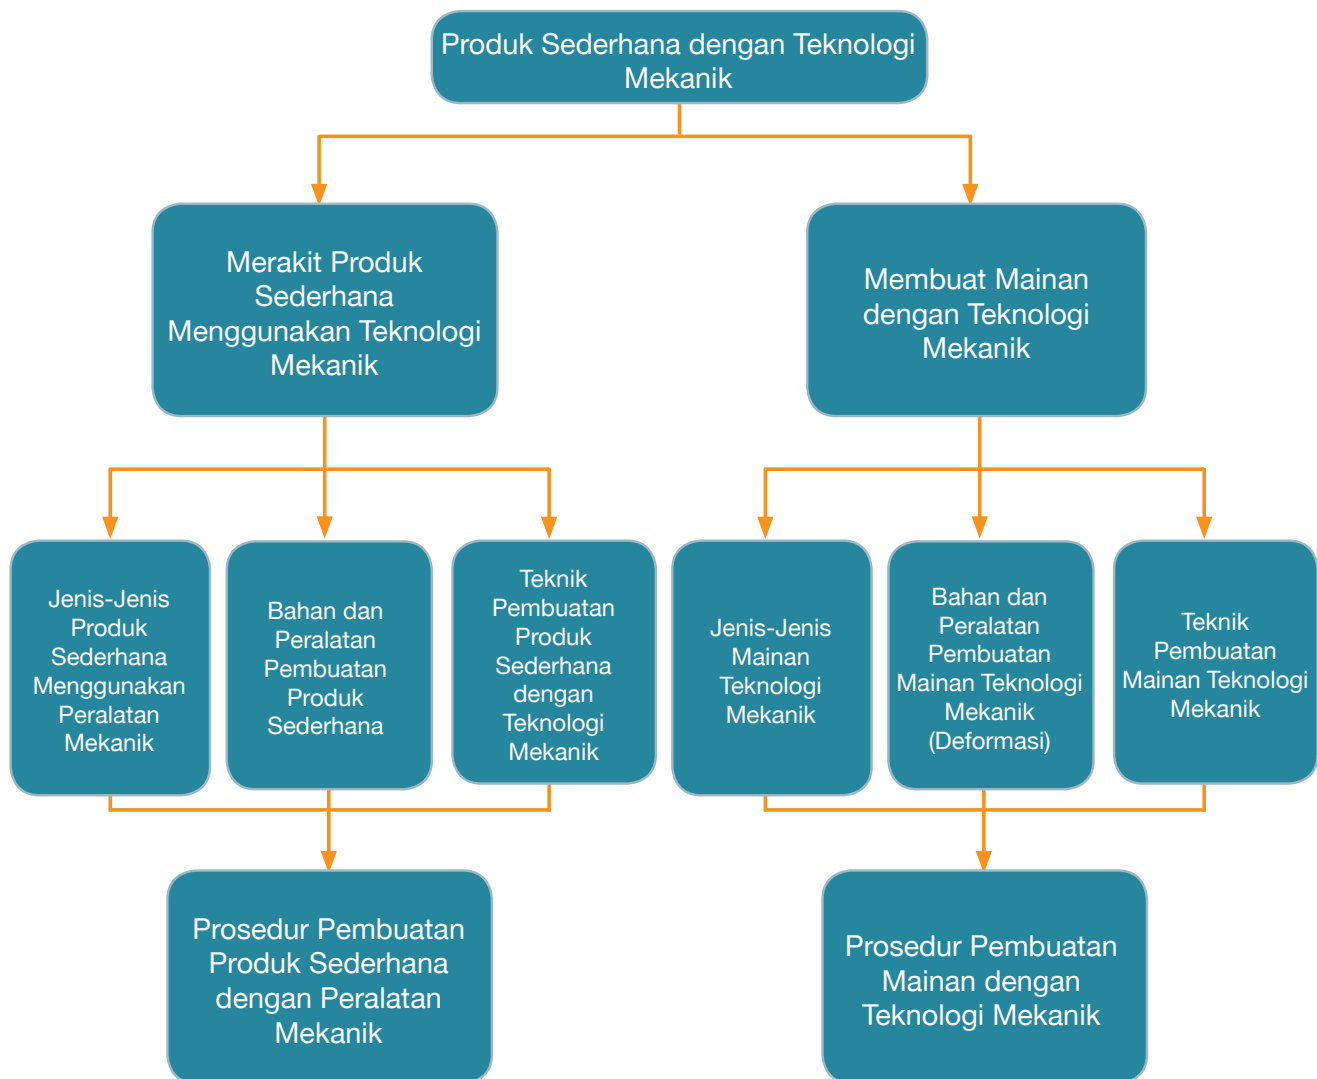 Produk Sederhana dengan Teknologi
Mekanik
Merakit Produk
Sederhana
Menggunakan Teknologi
Mekanik
Membuat Mainan
dengan Teknologi
Mekanik
Jenis-Jenis
Produk
Sederhana
Menggunakan
Peralatan
Mekanik
Bahan dan
Peralatan
Pembuatan
Produk
Sederhana
Teknik
Pembuatan
Produk
Sederhana
dengan
Teknologi
Mekanik
Jenis-Jenis
Mainan
Teknologi
Mekanik
Bahan dan
Peralatan
Pembuatan
Mainan Teknologi
Mekanik
(Deformasi)
Teknik
Pembuatan
Mainan Teknologi
Mekanik
Prosedur Pembuatan
Produk Sederhana
dengan Peralatan
Mekanik
Prosedur Pembuatan
Mainan dengan
Teknologi Mekanik